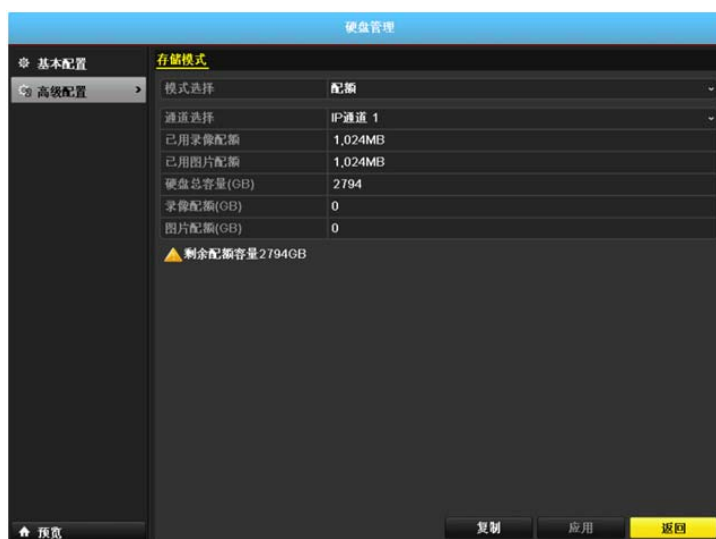 硬盘管理
基本配置
高级配置
存储模式
模式选择 配额
通道选择 IP通道 1
已用录像配额 1,024MB
已用图片配额 1,024MB
硬盘总容量(GB) 2794
录像配额(GB) 0
图片配额(GB) 0
剩余配额容量2794GB
预览
复制 应用 返回